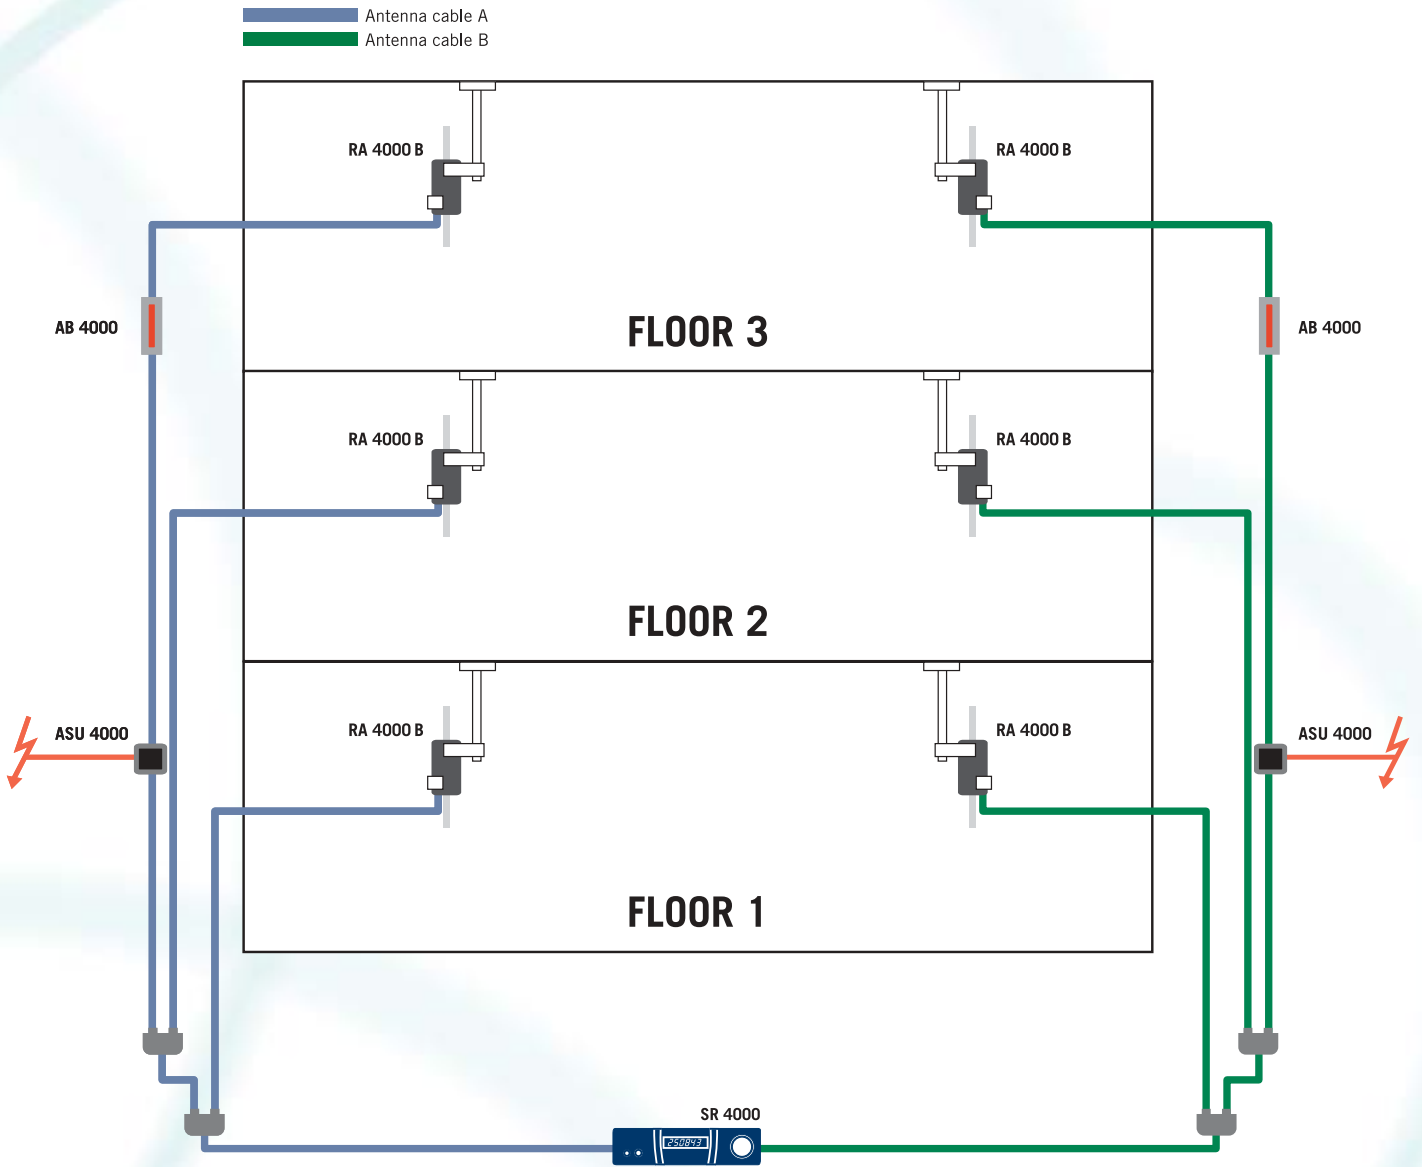 Antenna cable A
Antenna cable B
RA 4000 B
RA 4000 B
AB 4000
AB 4000
FLOOR 3
RA 4000 B
RA 4000 B
FLOOR 2
ASU 4000
RA 4000 B
RA 4000 B
ASU 4000
FLOOR 1
SR 4000
250843